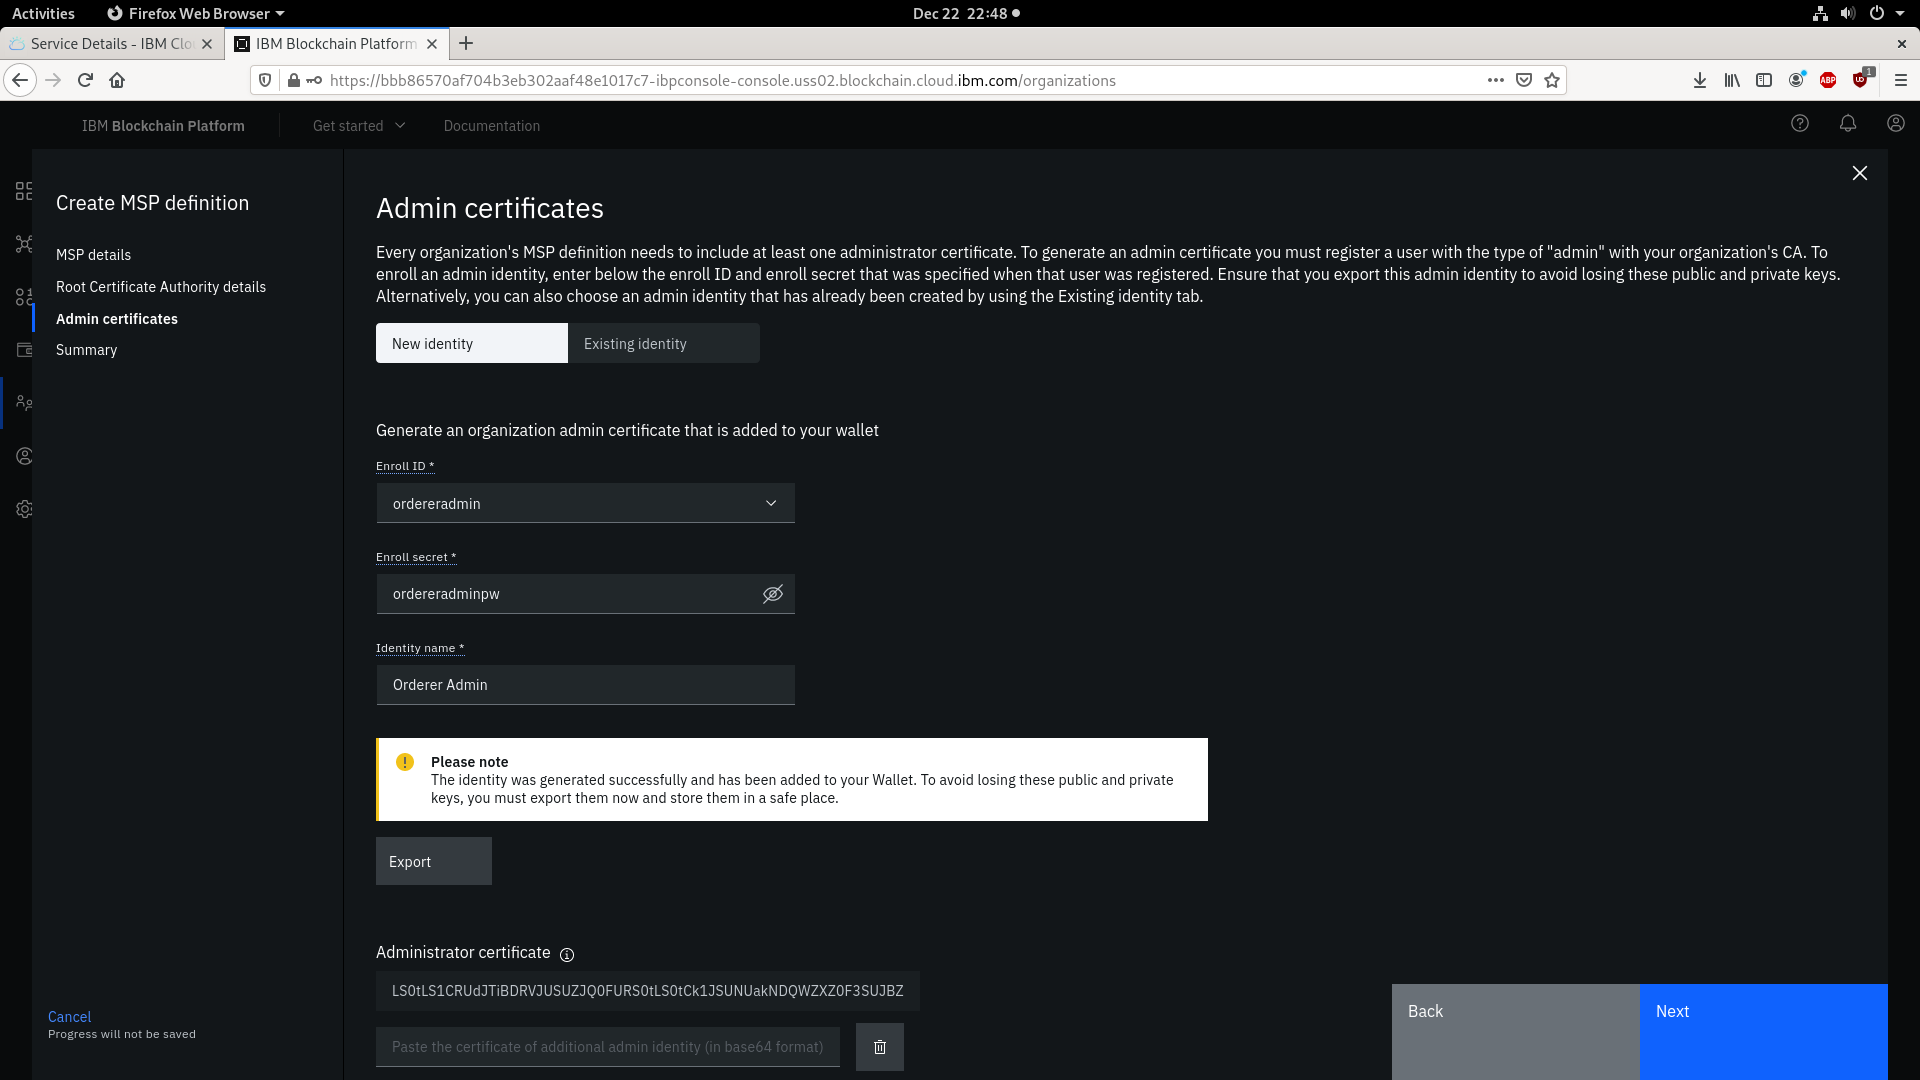 Activities
Firefox Web Browser
Dec 22 22:48
Service Details - IBM Clo
IBM Blockchain Platform
https://bbb86570af704b3eb302aaf48e1017c7-ibpconsole-console.uss02.blockchain.cloud.ibm.com/organizations
ABP
1
IBM Blockchain Platform
Get started
Documentation
Create MSP definition
MSP details
Root Certificate Authority details
Admin certificates
Summary
Cancel
Progress will not be saved
Admin certificates
Every organization's MSP definition needs to include at least one administrator certificate. To generate an admin certificate you must register a user with the type of "admin" with your organization's CA. To
enroll an admin identity, enter below the enroll ID and enroll secret that was specified when that user was registered. Ensure that you export this admin identity to avoid losing these public and private keys.
Alternatively, you can also choose an admin identity that has already been created by using the Existing identity tab.
New identity
Existing identity
Generate an organization admin certificate that is added to your wallet
Enroll ID *
ordereradmin
Enroll secret *
ordereradminpw
Identity name *
Orderer Admin
Please note
The identity was generated successfully and has been added to your Wallet. To avoid losing these public and private
keys, you must export them now and store them in a safe place.
Export
Administrator certificate
LS0tLS1CRUdJTiBDRVJUSUZJQ0FURS0tLS0tCk1JSUNUakNDQWZXZ0F3SUJBZ
Paste the certificate of additional admin identity (in base64 format)
Back
Next